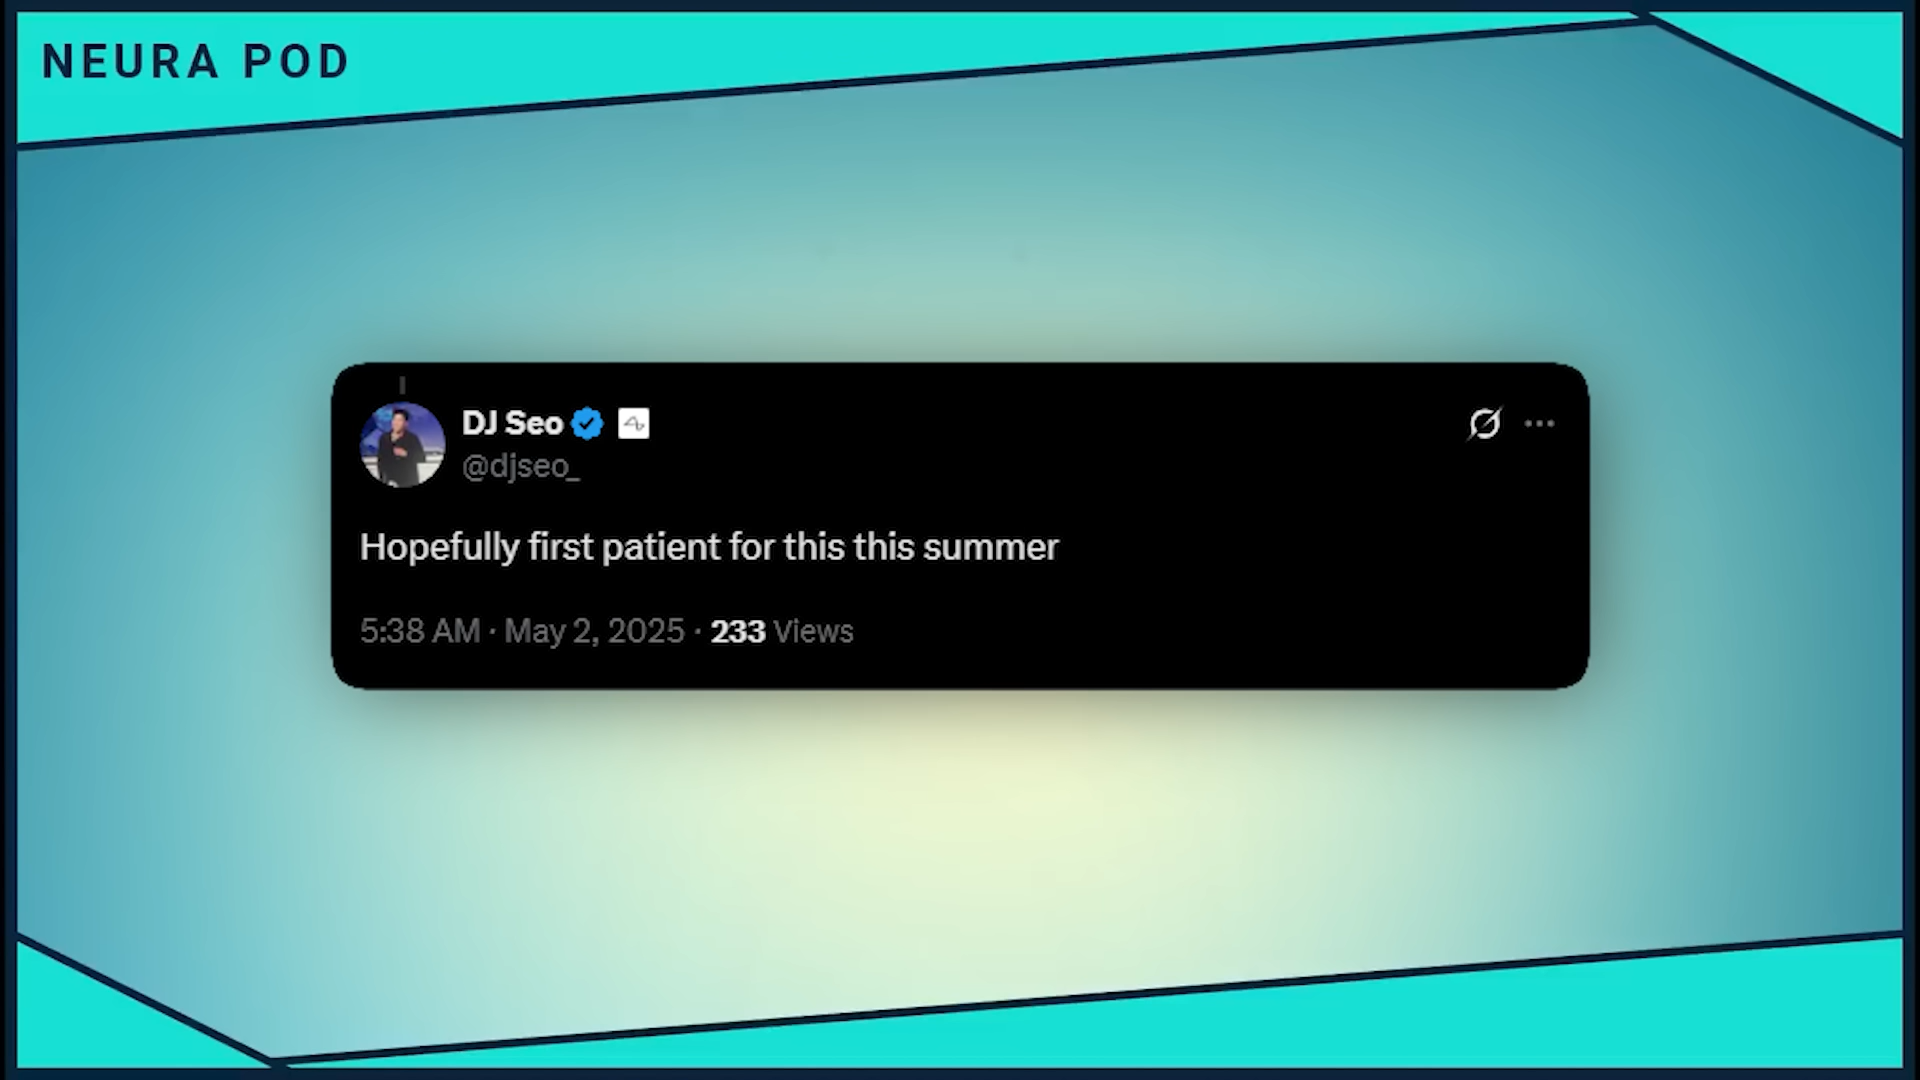 NEURA POD
DJ Seo
@djseo_
Hopefully first patient for this this summer
5:38 AM · May 2, 2025 · 233 Views